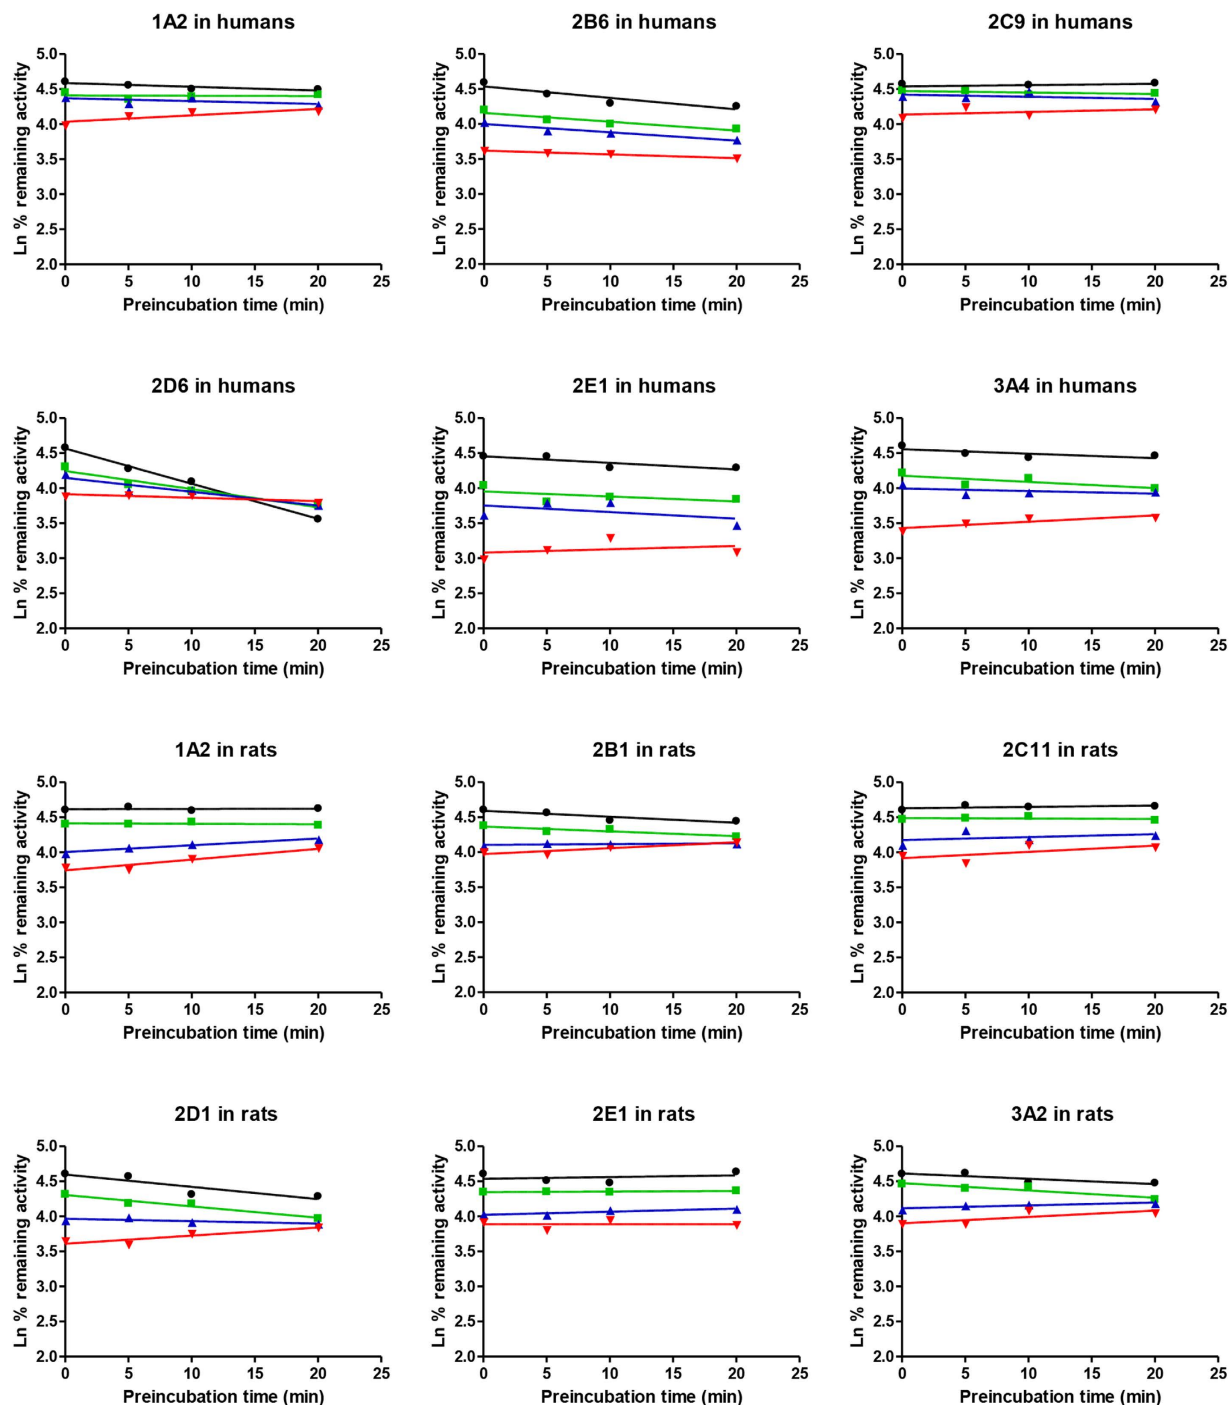 1A2 in humans 2B6 in humans 2C9 in humans
5.0 5.0 5.0
4.5 4.5 4.5
4.0 4.0 4.0
3.5 3.5 3.5
3.0 3.0 3.0
2.5 2.5 2.5
2.0 2.0 2.0
Ln % remaining activity Ln % remaining activity Ln % remaining activity
0 5 10 15 20 25 0 5 10 15 20 25 0 5 10 15 20 25
Preincubation time (min) Preincubation time (min) Preincubation time (min)
2D6 in humans 2E1 in humans 3A4 in humans
5.0 5.0 5.0
4.5 4.5 4.5
4.0 4.0 4.0
3.5 3.5 3.5
3.0 3.0 3.0
2.5 2.5 2.5
2.0 2.0 2.0
Ln % remaining activity Ln % remaining activity Ln % remaining activity
0 5 10 15 20 25 0 5 10 15 20 25 0 5 10 15 20 25
Preincubation time (min) Preincubation time (min) Preincubation time (min)
1A2 in rats 2B1 in rats 2C11 in rats
5.0 5.0 5.0
4.5 4.5 4.5
4.0 4.0 4.0
3.5 3.5 3.5
3.0 3.0 3.0
2.5 2.5 2.5
2.0 2.0 2.0
Ln % remaining activity Ln % remaining activity Ln % remaining activity
0 5 10 15 20 25 0 5 10 15 20 25 0 5 10 15 20 25
Preincubation time (min) Preincubation time (min) Preincubation time (min)
2D1 in rats 2E1 in rats 3A2 in rats
5.0 5.0 5.0
4.5 4.5 4.5
4.0 4.0 4.0
3.5 3.5 3.5
3.0 3.0 3.0
2.5 2.5 2.5
2.0 2.0 2.0
Ln % remaining activity Ln % remaining activity Ln % remaining activity
0 5 10 15 20 25 0 5 10 15 20 25 0 5 10 15 20 25
Preincubation time (min) Preincubation time (min) Preincubation time (min)